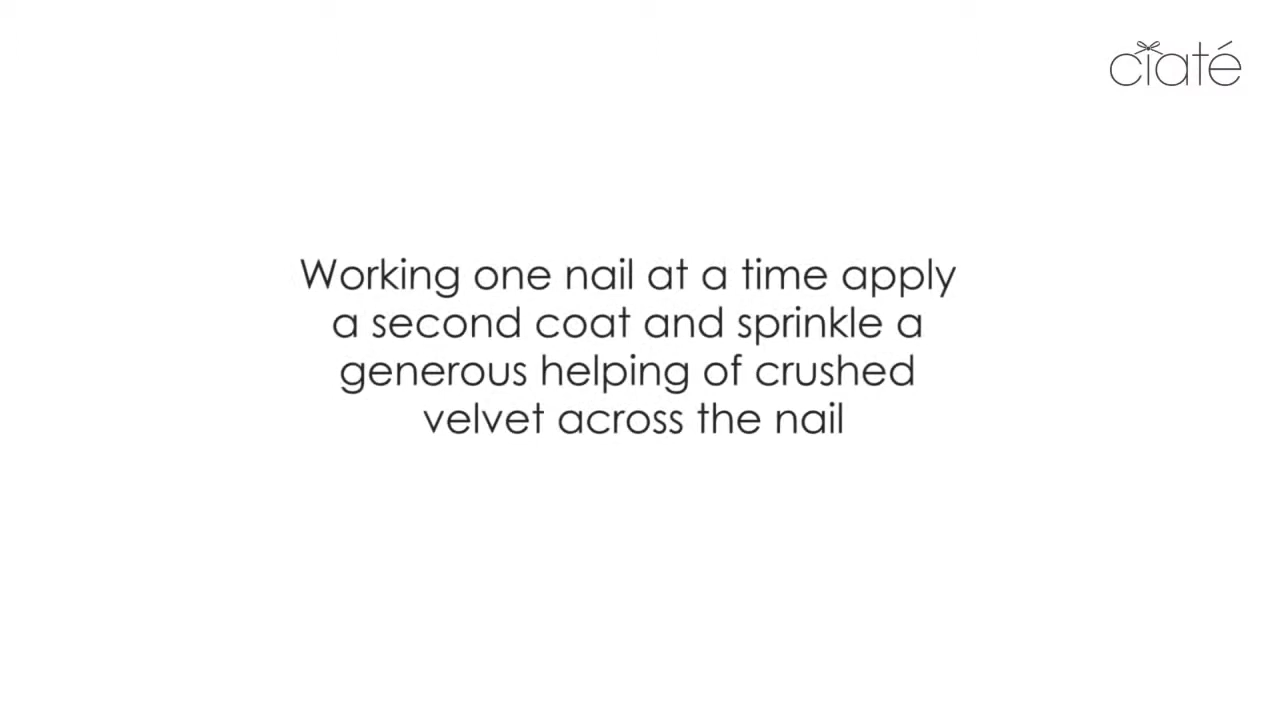 ciaté
Working one nail at a time apply
a second coat and sprinkle a
generous helping of crushed
velvet across the nail